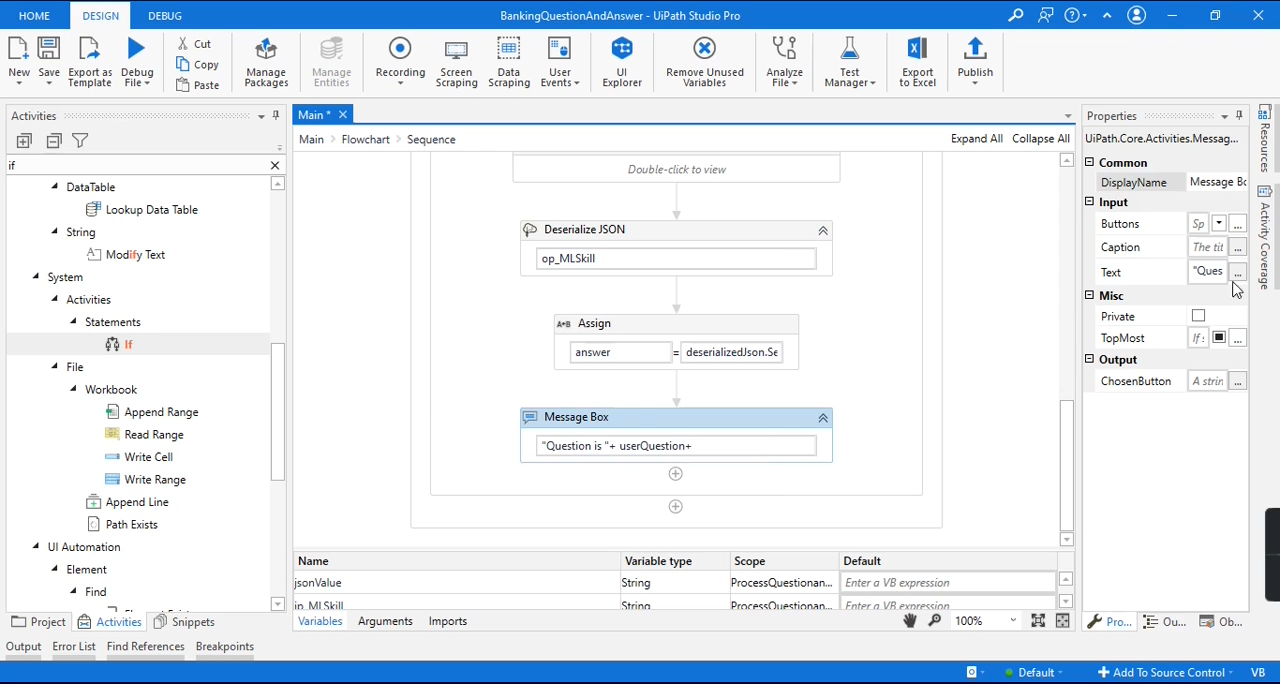 HOME DESIGN DEBUG
BankingQuestionAndAnswer - UiPath Studio Pro
New
Save
Export as Template
Debug File
Cut
Copy
Paste
Manage Packages
Manage Entities
Recording
Screen Scraping
Data Scraping
User Events
UI Explorer
Remove Unused Variables
Analyze File
Test Manager
Export to Excel
Publish
Activities
if
DataTable
Lookup Data Table
String
Modify Text
System
Activities
Statements
If
File
Workbook
Append Range
Read Range
Write Cell
Write Range
Append Line
Path Exists
UI Automation
Element
Find
Project Activities Snippets
Main *
Main > Flowchart > Sequence
Expand All Collapse All
Double-click to view
Deserialize JSON
op_MLSkill
A*B Assign
answer = deserializedJson.Se
Message Box
"Question is "+ userQuestion+
Name Variable type Scope Default
jsonValue String ProcessQuestionan... Enter a VB expression
ip_MLSkill String ProcessQuestionan... Enter a VB expression
Variables Arguments Imports
100%
Properties
UiPath.Core.Activities.Messag...
Common
DisplayName Message Bo
Input
Buttons Sp ...
Caption The tit ...
Text "Ques ...
Misc
Private
TopMost If s ...
Output
ChosenButton A strin ...
Pro... Ou... Ob...
Resources
Activity Coverage
Output Error List Find References Breakpoints
Default
Add To Source Control
VB